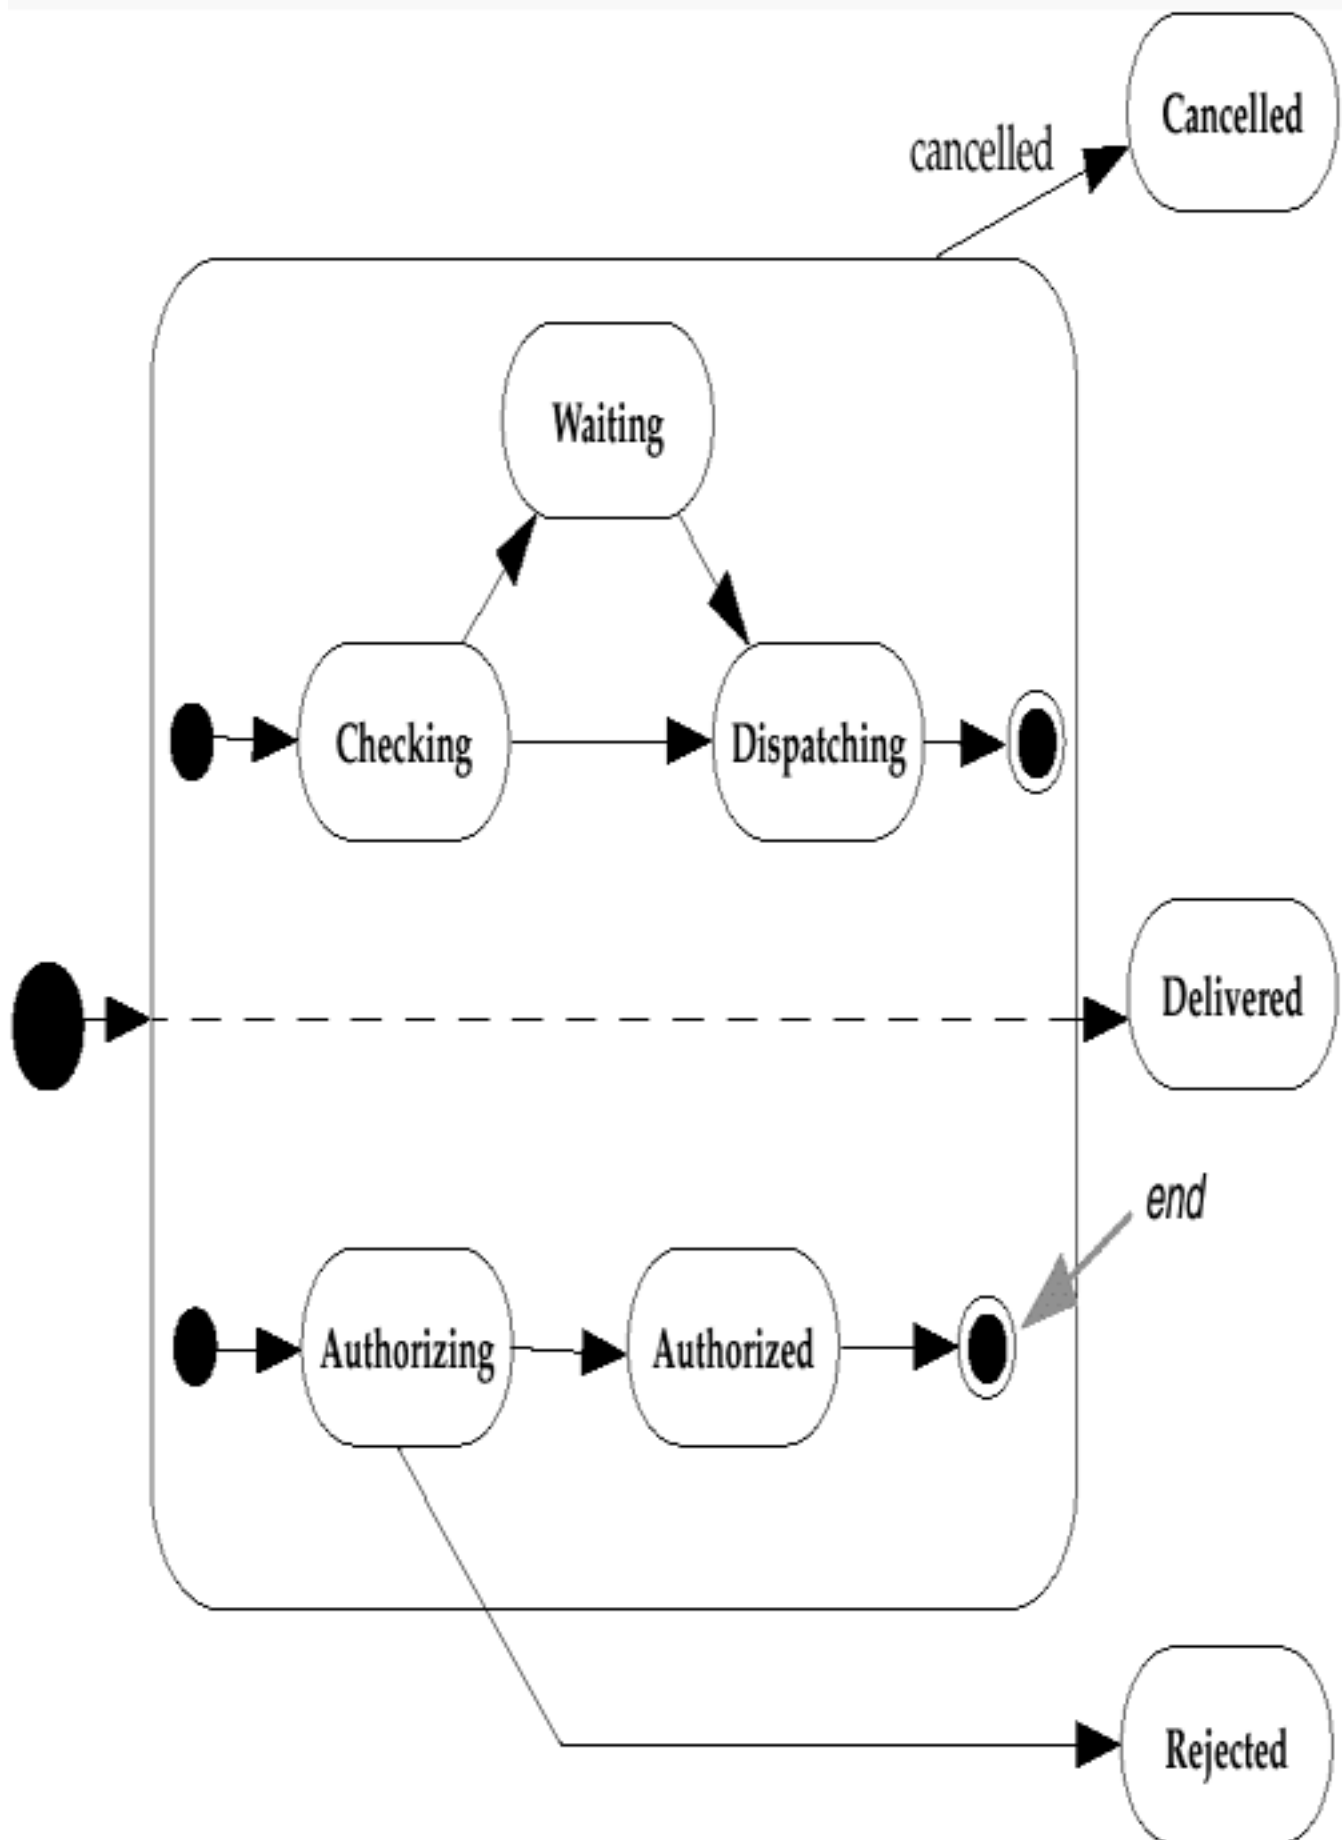 Cancelled
cancelled
Waiting
Checking
Dispatching
Delivered
end
Authorizing
Authorized
Rejected